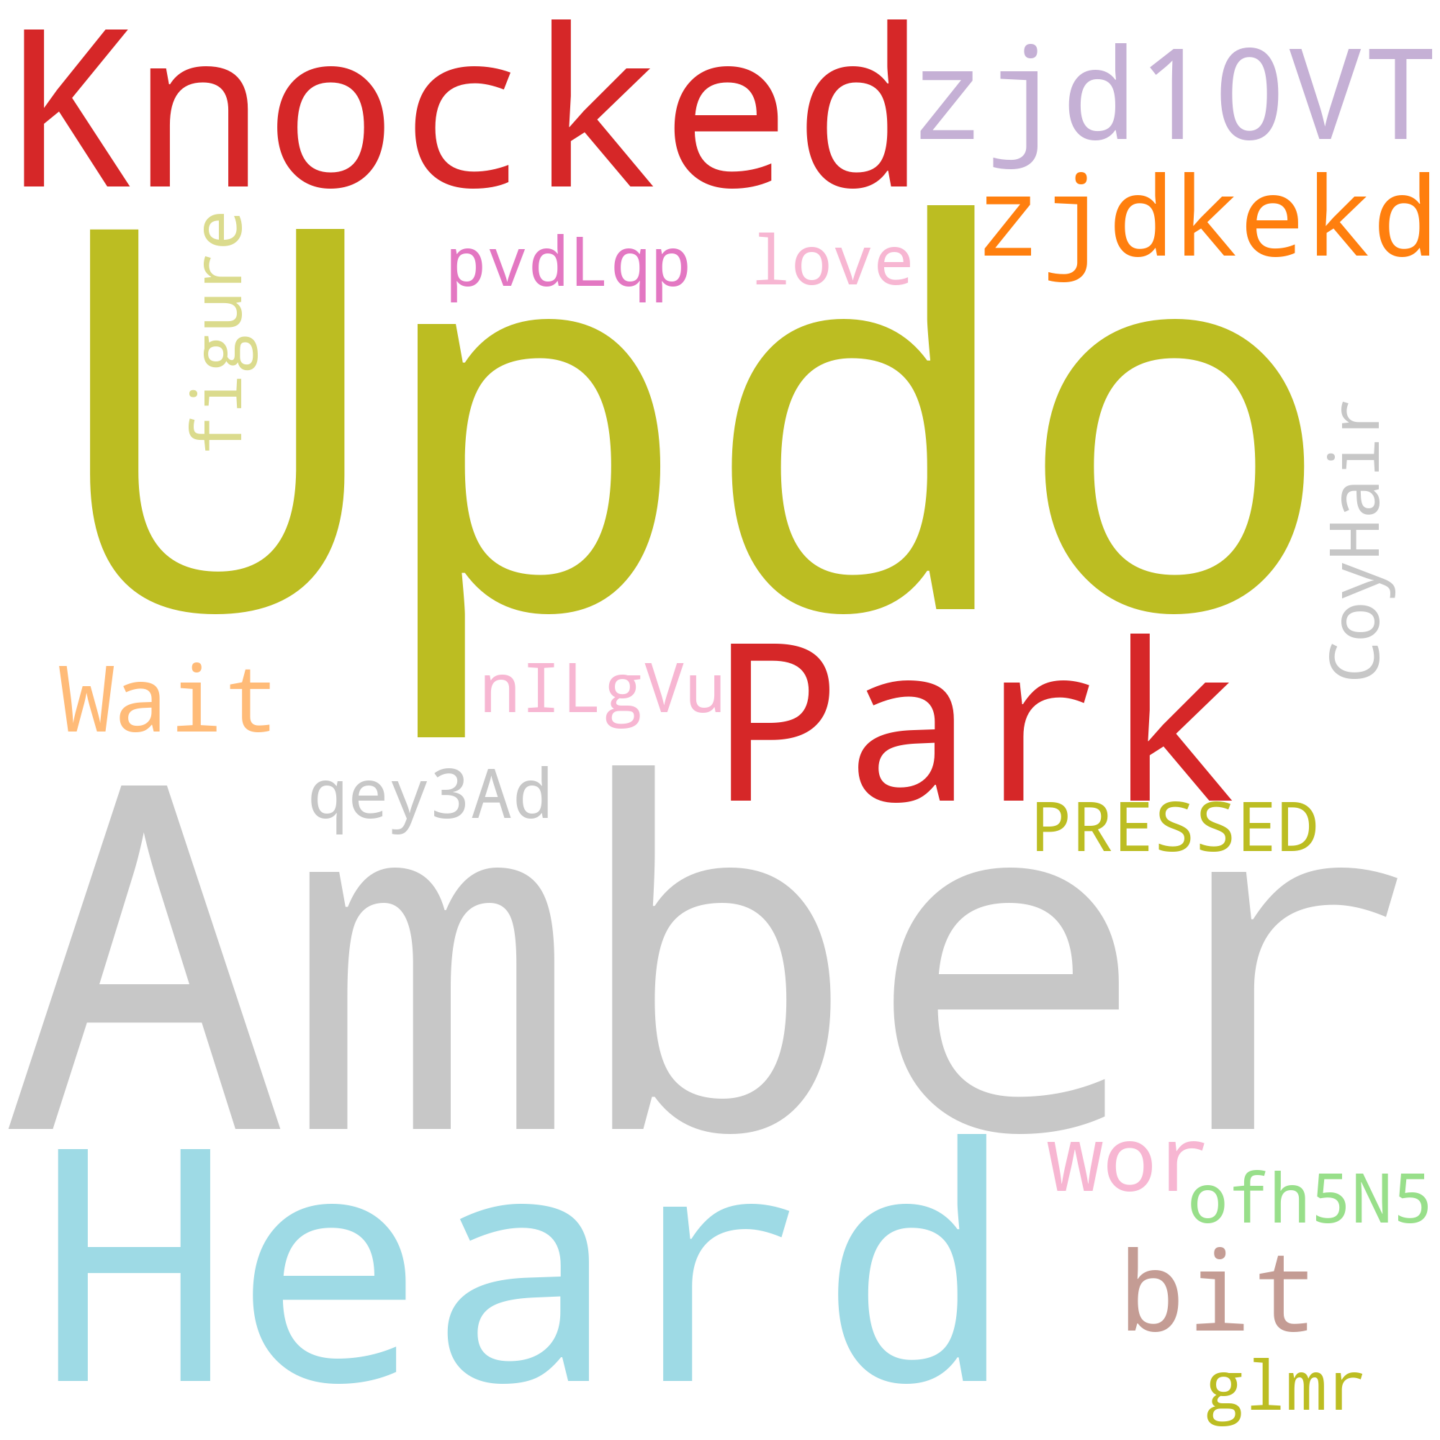 Knocked
zjd10VT
zjdkekd
figure
pvdLqp
love
Updo
CoyHair
Wait
nILgVu
Park
qey3Ad
PRESSED
Amber
Heard
wor
ofh5N5
bit
glmr